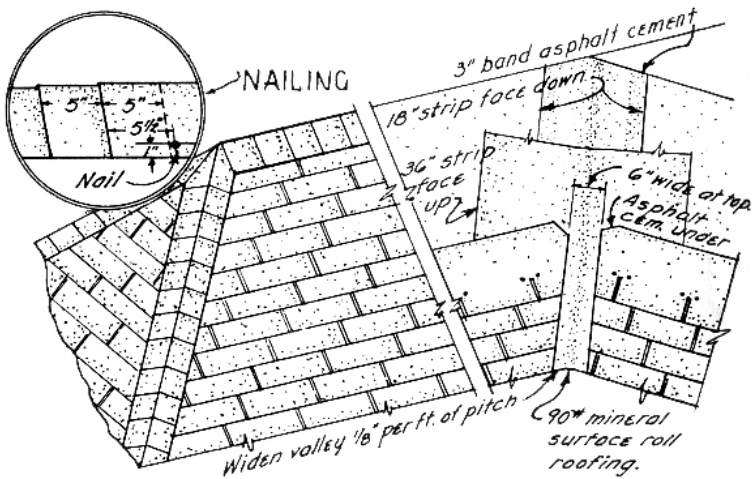 NAILING
5" 5"
5½"
1"
Nail
3" band asphalt cement
18" strip face down
36" strip
face
up
6" wide at top.
Asphalt
cem. under
Widen valley ⅛" per ft. of pitch
90# mineral
surface roll
roofing.